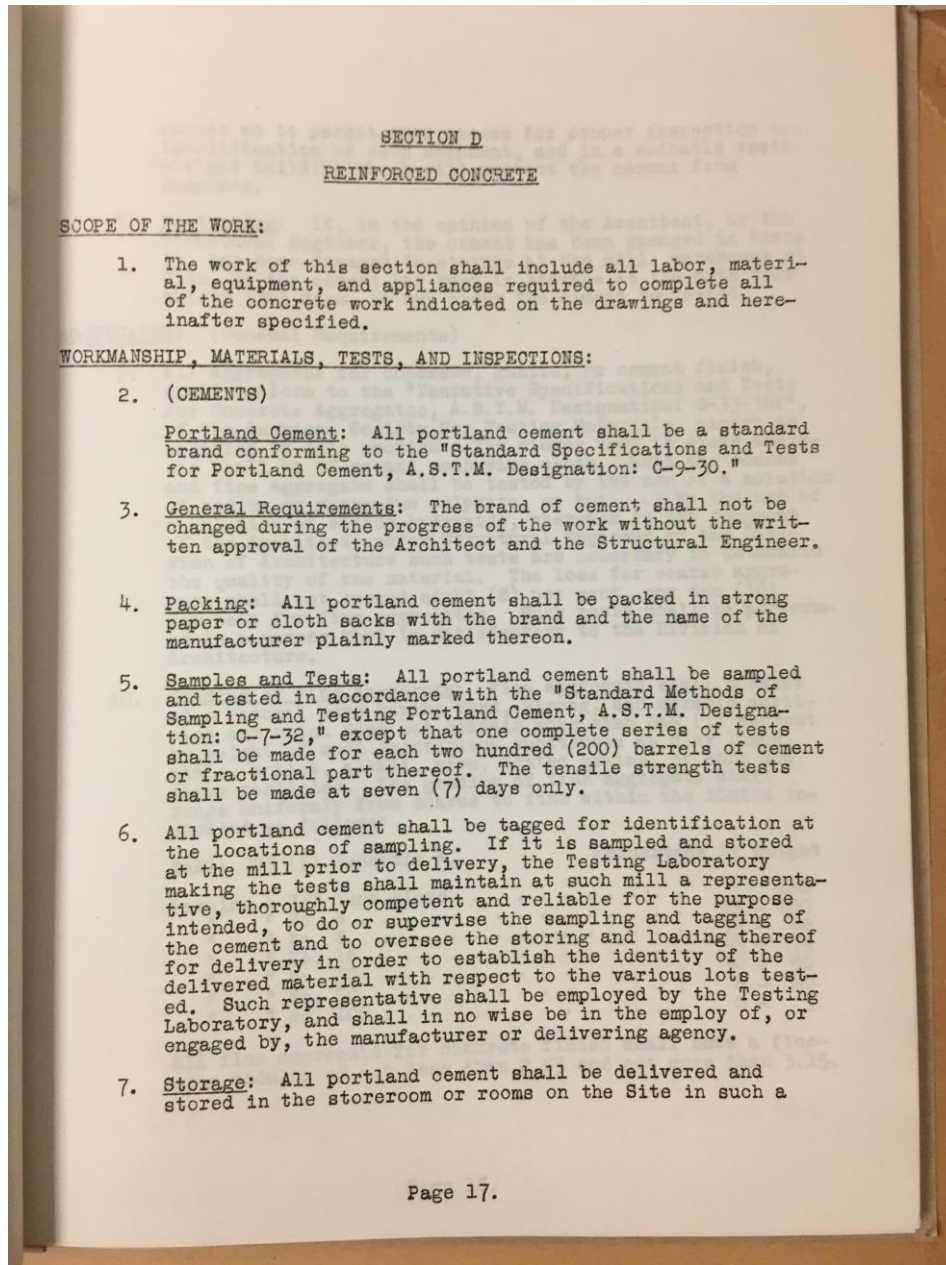 SECTION D
REINFORCED CONCRETE
SCOPE OF THE WORK:
1. The work of this section shall include all labor, materi-
al, equipment, and appliances required to complete all
of the concrete work indicated on the drawings and here-
inafter specified.
WORKMANSHIP, MATERIALS, TESTS, AND INSPECTIONS:
2. (CEMENTS)
Portland Cement: All portland cement shall be a standard
brand conforming to the "Standard Specifications and Tests
for Portland Cement, A.S.T.M. Designation: C-9-30."
3. General Requirements: The brand of cement shall not be
changed during the progress of the work without the writ-
ten approval of the Architect and the Structural Engineer.
4. Packing: All portland cement shall be packed in strong
paper or cloth sacks with the brand and the name of the
manufacturer plainly marked thereon.
5. Samples and Tests: All portland cement shall be sampled
and tested in accordance with the "Standard Methods of
Sampling and Testing Portland Cement, A.S.T.M. Designa-
tion: C-7-32," except that one complete series of tests
shall be made for each two hundred (200) barrels of cement
or fractional part thereof. The tensile strength tests
shall be made at seven (7) days only.
6. All portland cement shall be tagged for identification at
the locations of sampling. If it is sampled and stored
at the mill prior to delivery, the Testing Laboratory
making the tests shall maintain at such mill a representa-
tive, thoroughly competent and reliable for the purpose
intended, to do or supervise the sampling and tagging of
the cement and to oversee the storing and loading thereof
for delivery in order to establish the identity of the
delivered material with respect to the various lots test-
ed. Such representative shall be employed by the Testing
Laboratory, and shall in no wise be in the employ of, or
engaged by, the manufacturer or delivering agency.
7. Storage: All portland cement shall be delivered and
stored in the storeroom or rooms on the Site in such a
Page 17.